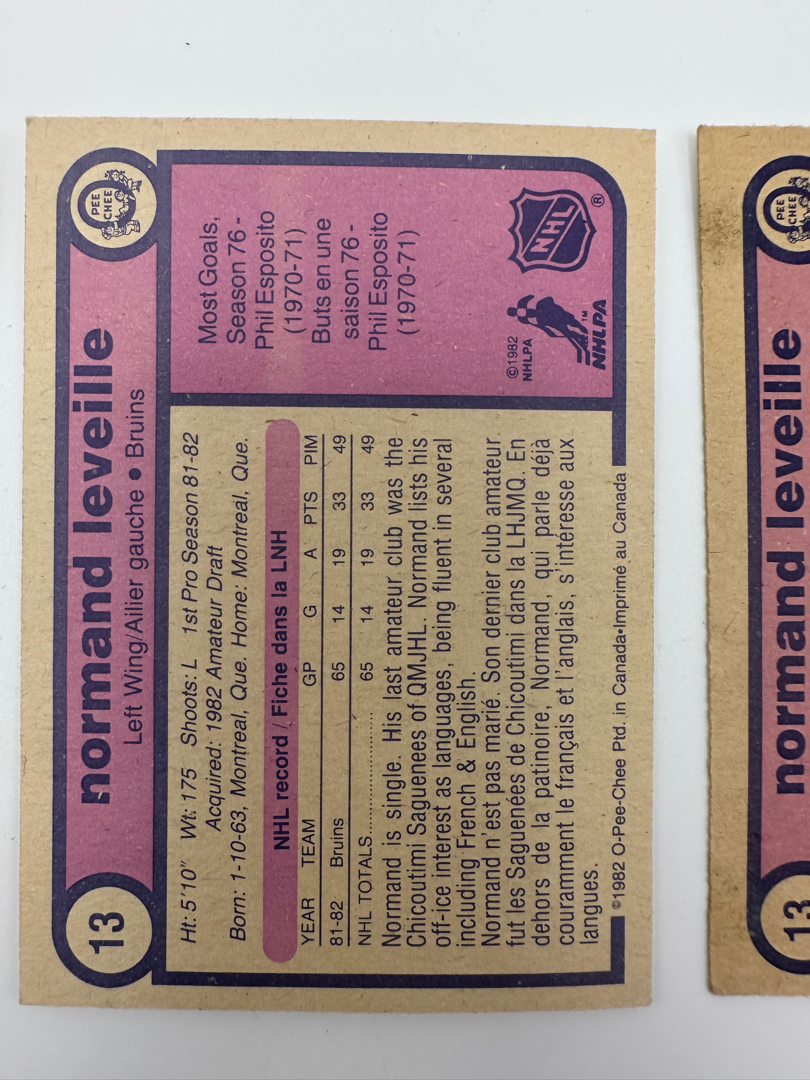 13
normand leveille
Left Wing/Ailier gauche • Bruins
O
PEE
CHEE
Ht: 5'10" Wt: 175 Shoots: L 1st Pro Season 81-82
Acquired: 1982 Amateur Draft
Born: 1-10-63, Montreal, Que. Home: Montreal, Que.
NHL record / Fiche dans la LNH
YEAR TEAM GP G A PTS PIM
81-82 Bruins 65 14 19 33 49
NHL TOTALS.................. 65 14 19 33 49
Normand is single. His last amateur club was the
Chicoutimi Saguenees of QMJHL. Normand lists his
off-ice interest as languages, being fluent in several
including French & English.
Normand n'est pas marié. Son dernier club amateur
fut les Saguenées de Chicoutimi dans la LHJMQ. En
dehors de la patinoire, Normand, qui parle déjà
couramment le français et l'anglais, s'intéresse aux
langues.
©1982 O-Pee-Chee Ptd. in Canada•Imprimé au Canada
Most Goals,
Season 76 -
Phil Esposito
(1970-71)
Buts en une
saison 76 -
Phil Esposito
(1970-71)
©1982
NHLPA
NHLPA
TM
NHL
®
13
normand leveille
PEE
CHEE